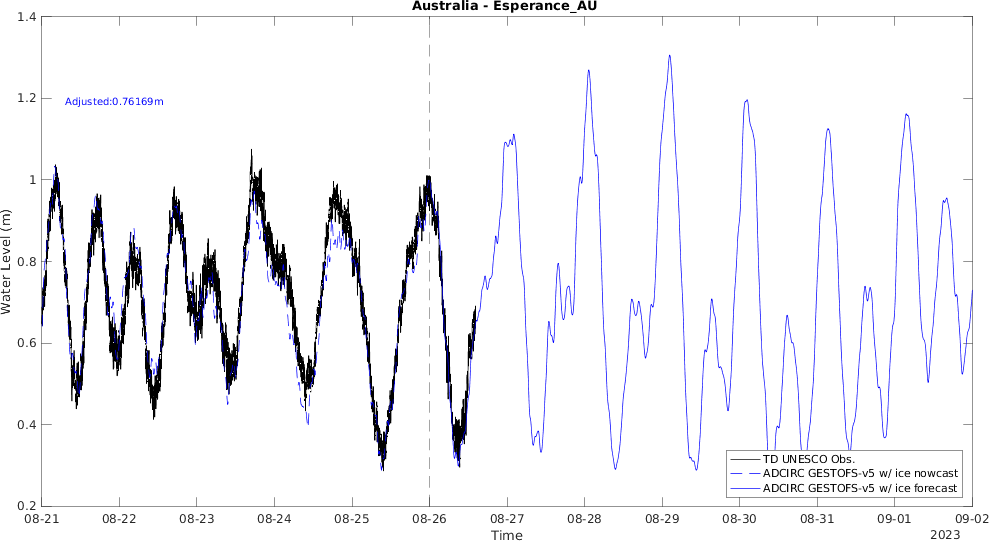 Australia - Esperance_AU
1.4
1.2
1
0.8
0.6
0.4
0.2
Water Level (m)
Adjusted:0.76169m
TD UNESCO Obs.
ADCIRC GESTOFS-v5 w/ ice nowcast
ADCIRC GESTOFS-v5 w/ ice forecast
08-21 08-22 08-23 08-24 08-25 08-26 08-27 08-28 08-29 08-30 08-31 09-01 09-02
Time
2023